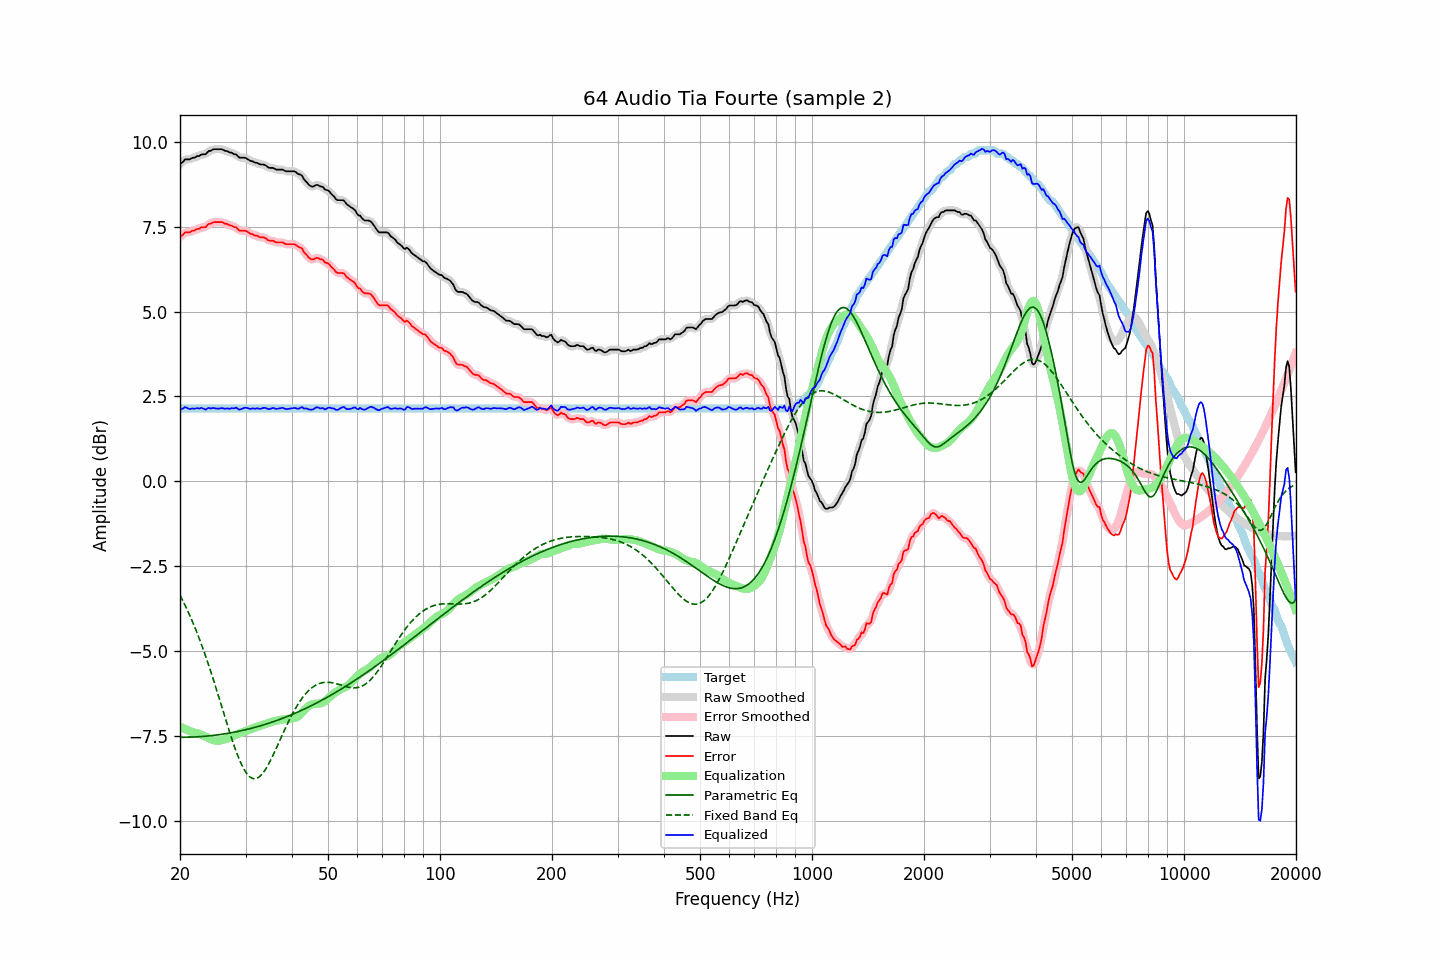 64 Audio Tia Fourte (sample 2)
10.0
7.5
5.0
2.5
0.0
−2.5
−5.0
−7.5
−10.0
Amplitude (dBr)
Target
Raw Smoothed
Error Smoothed
Raw
Error
Equalization
Parametric Eq
Fixed Band Eq
Equalized
20 50 100 200 500 1000 2000 5000 10000 20000
Frequency (Hz)